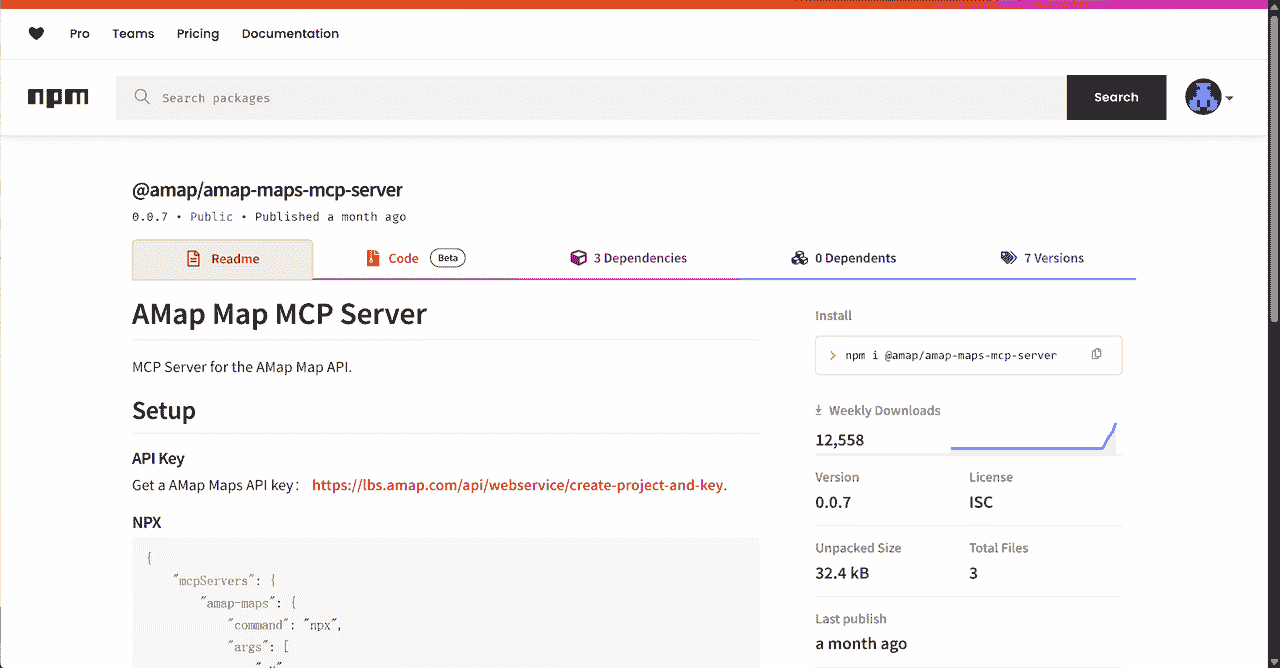 Pro Teams Pricing Documentation
npm Search packages Search
@amap/amap-maps-mcp-server
0.0.7 • Public • Published a month ago
Readme Code Beta 3 Dependencies 0 Dependents 7 Versions
AMap Map MCP Server
MCP Server for the AMap Map API.
Setup
API Key
Get a AMap Maps API key： https://lbs.amap.com/api/webservice/create-project-and-key.
NPX
{
"mcpServers": {
"amap-maps": {
"command": "npx",
"args": [
Install
> npm i @amap/amap-maps-mcp-server
Weekly Downloads
12,558
Version License
0.0.7 ISC
Unpacked Size Total Files
32.4 kB 3
Last publish
a month ago